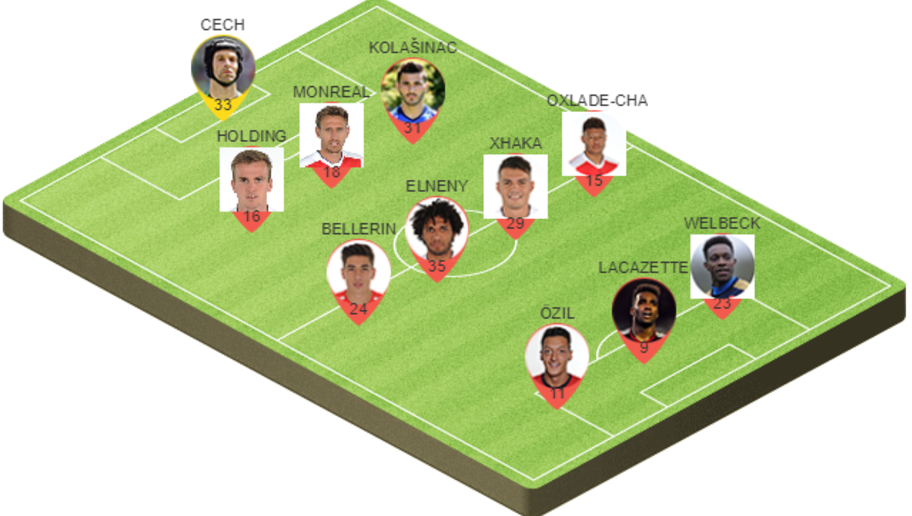 CECH
33
KOLAŠINAC
31
MONREAL
18
OXLADE-CHA
15
HOLDING
16
XHAKA
29
ELNENY
35
BELLERIN
24
WELBECK
23
LACAZETTE
9
ÖZIL
11